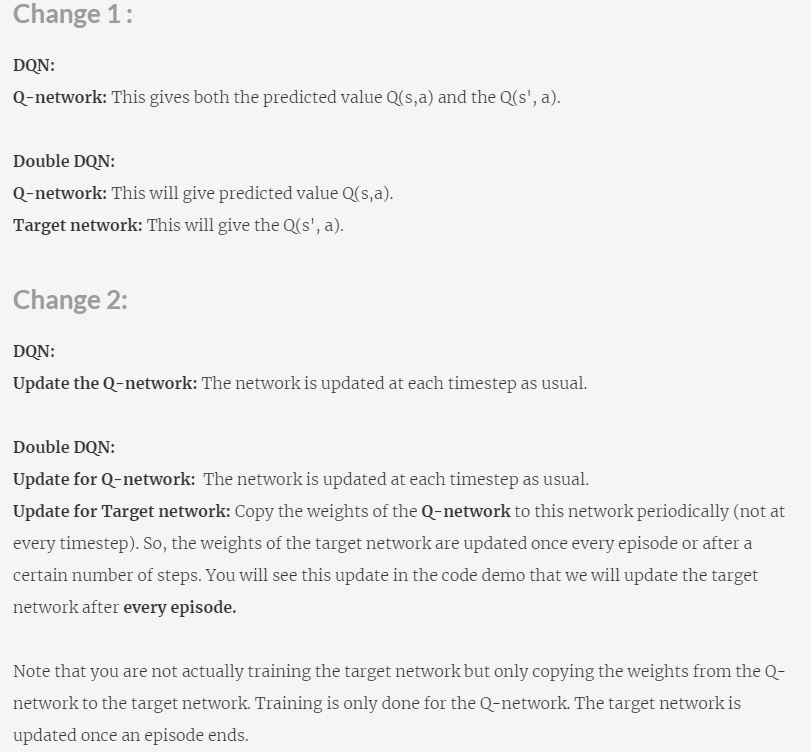 Change 1 :
DQN:
Q-network: This gives both the predicted value Q(s,a) and the Q(s', a).
Double DQN:
Q-network: This will give predicted value Q(s,a).
Target network: This will give the Q(s', a).
Change 2:
DQN:
Update the Q-network: The network is updated at each timestep as usual.
Double DQN:
Update for Q-network:  The network is updated at each timestep as usual.
Update for Target network: Copy the weights of the Q-network to this network periodically (not at
every timestep). So, the weights of the target network are updated once every episode or after a
certain number of steps. You will see this update in the code demo that we will update the target
network after every episode.
Note that you are not actually training the target network but only copying the weights from the Q-
network to the target network. Training is only done for the Q-network. The target network is
updated once an episode ends.